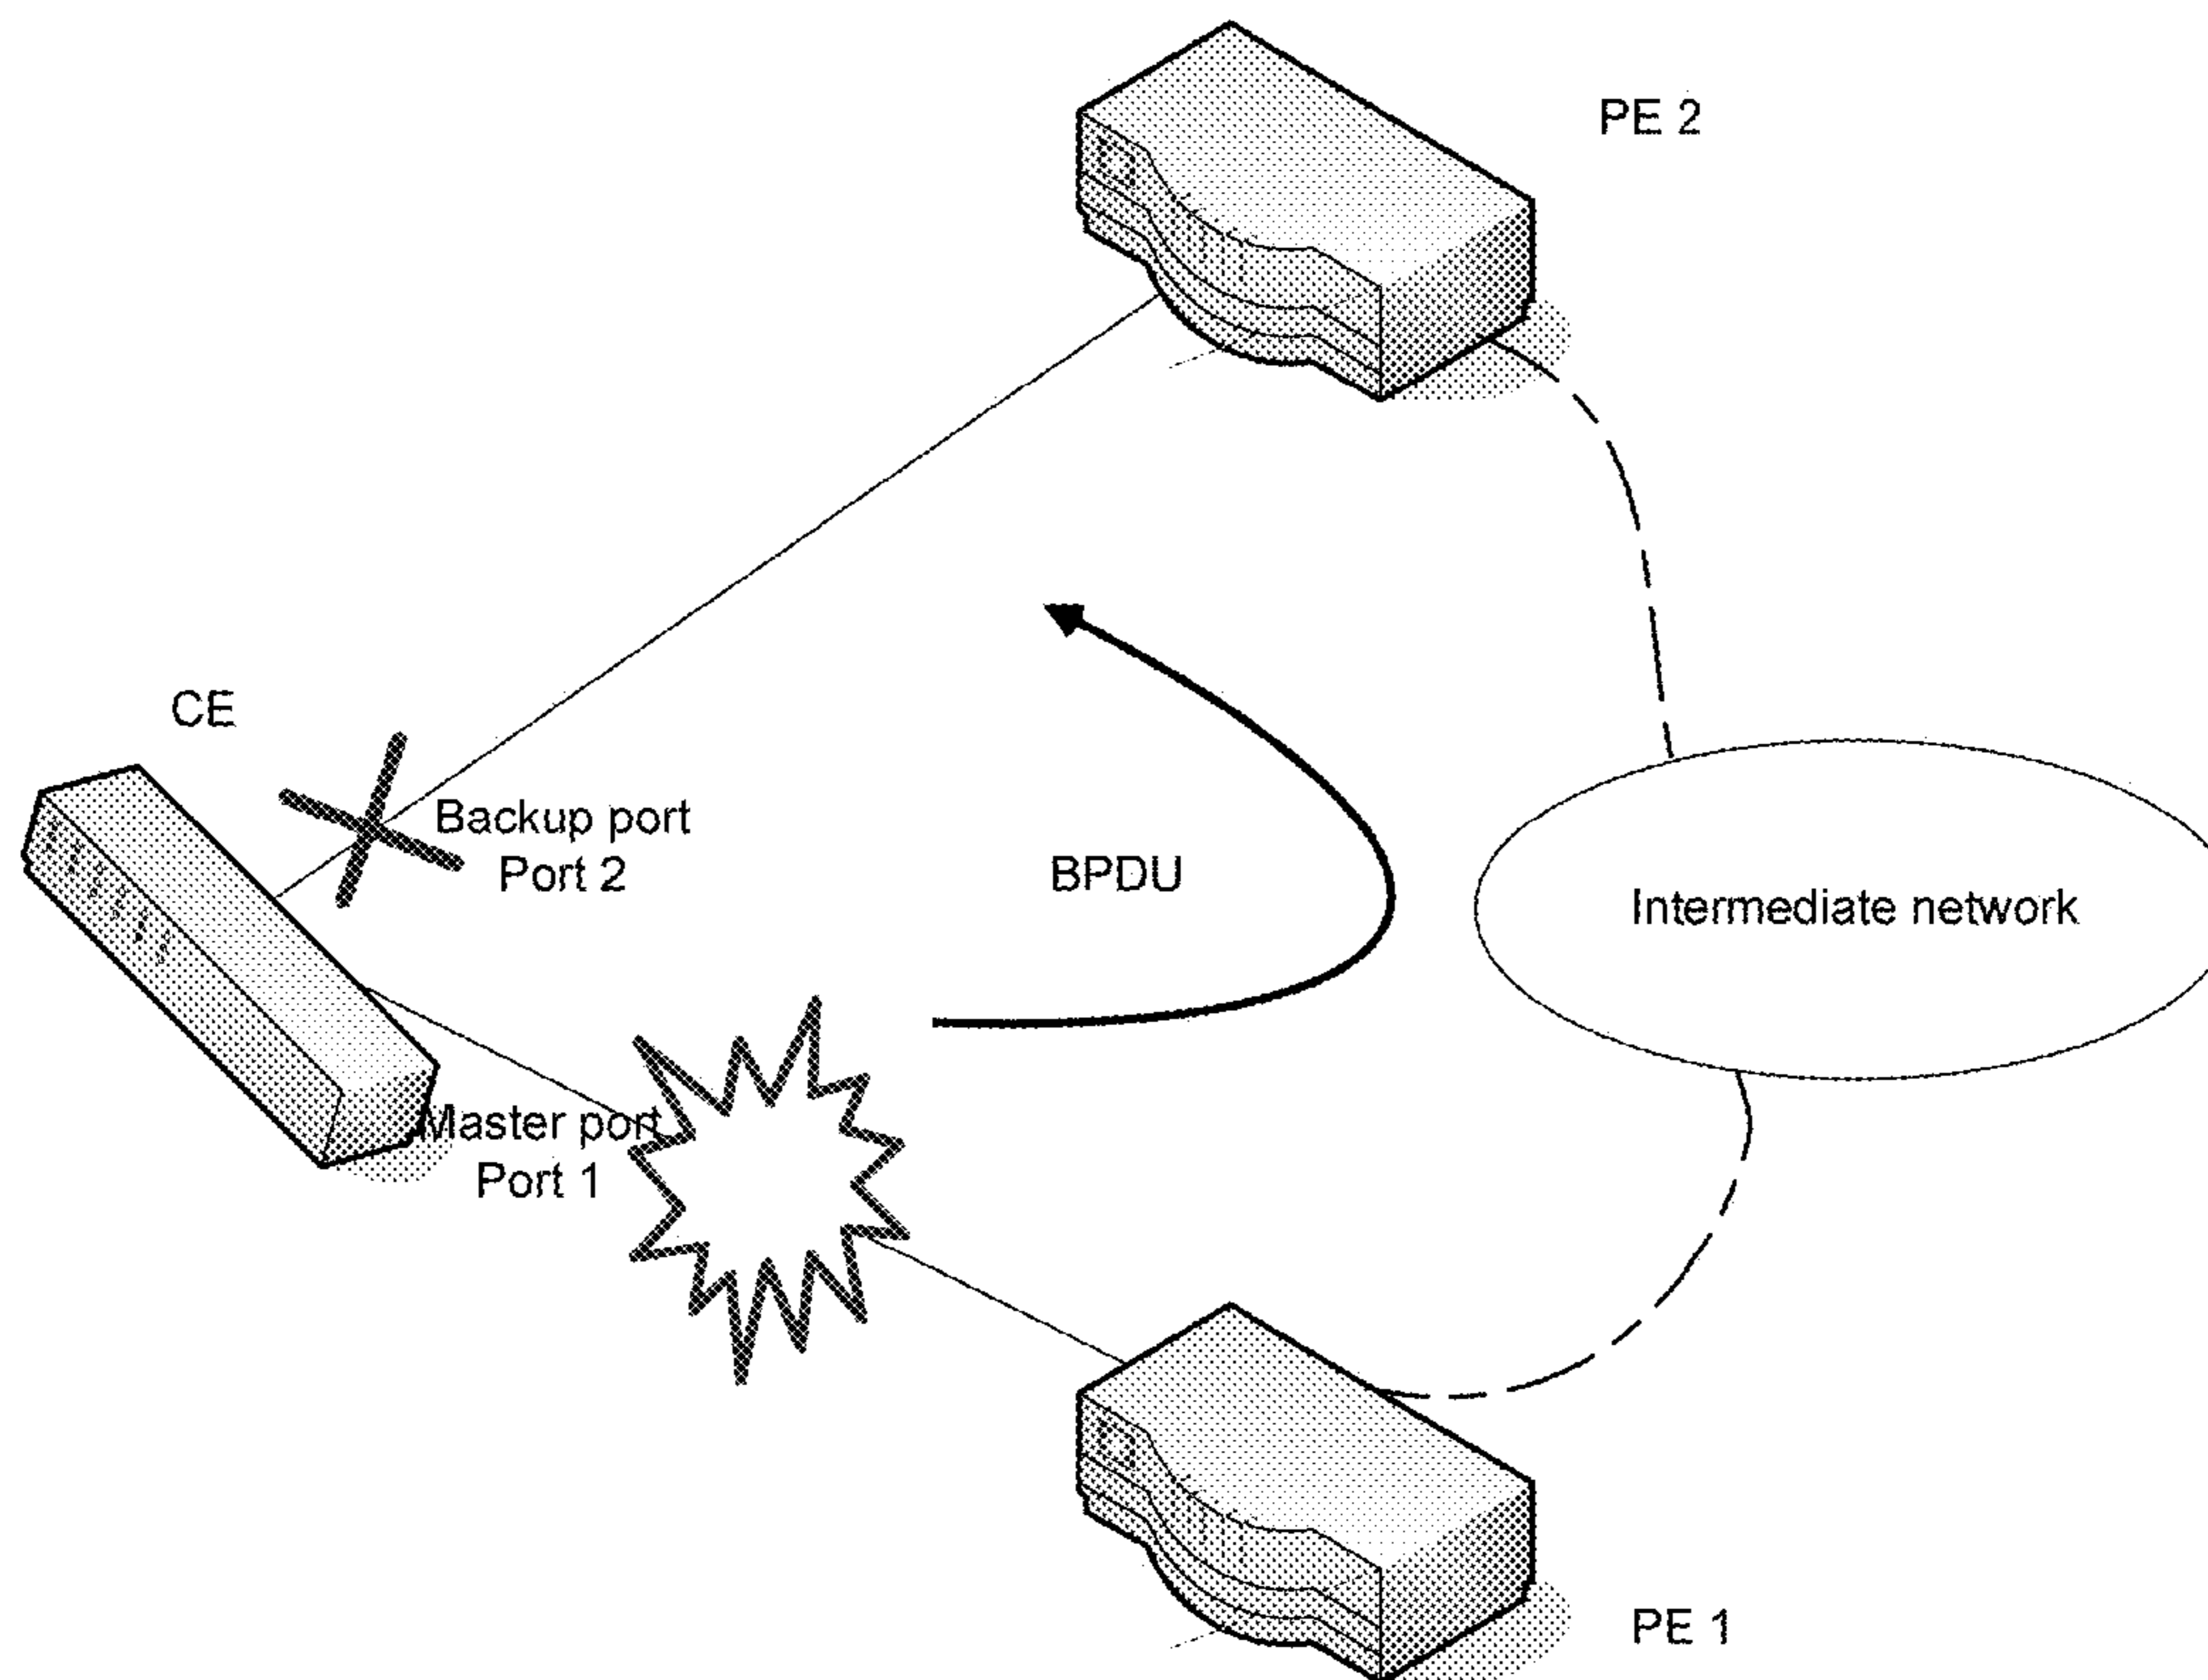 PE 2
CE
Backup port
Port 2
BPDU
Intermediate network
Master port
Port 1
PE 1